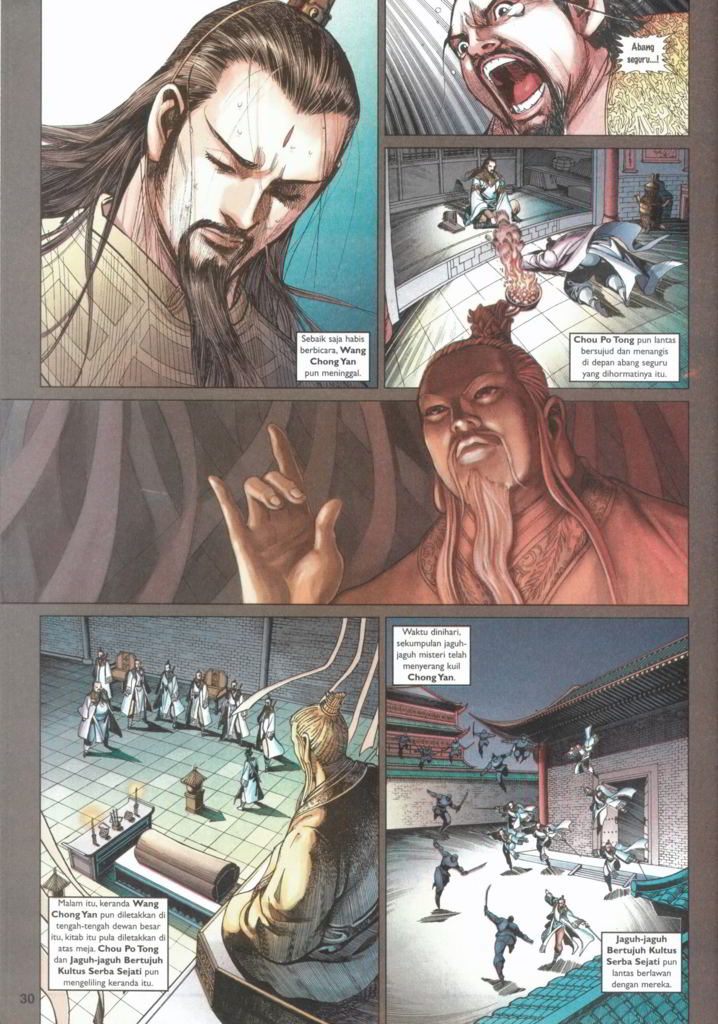 Sebaik saja habis
berbicara, Wang
Chong Yan
pun meninggal.
Abang
seguru...!
Chou Po Tong pun lantas
bersujud dan menangis
di depan abang seguru
yang dihormatinya itu.
Malam itu, keranda Wang
Chong Yan pun diletakkan di
tengah-tengah dewan besar
itu, kitab itu pula diletakkan di
atas meja. Chou Po Tong
dan Jaguh-jaguh Bertujuh
Kultus Serba Sejati pun
mengeliling keranda itu.
Waktu dinihari,
sekumpulan jaguh-
jaguh misteri telah
menyerang kuil
Chong Yan.
Jaguh-jaguh
Bertujuh Kultus
Serba Sejati pun
lantas berlawan
dengan mereka.
30